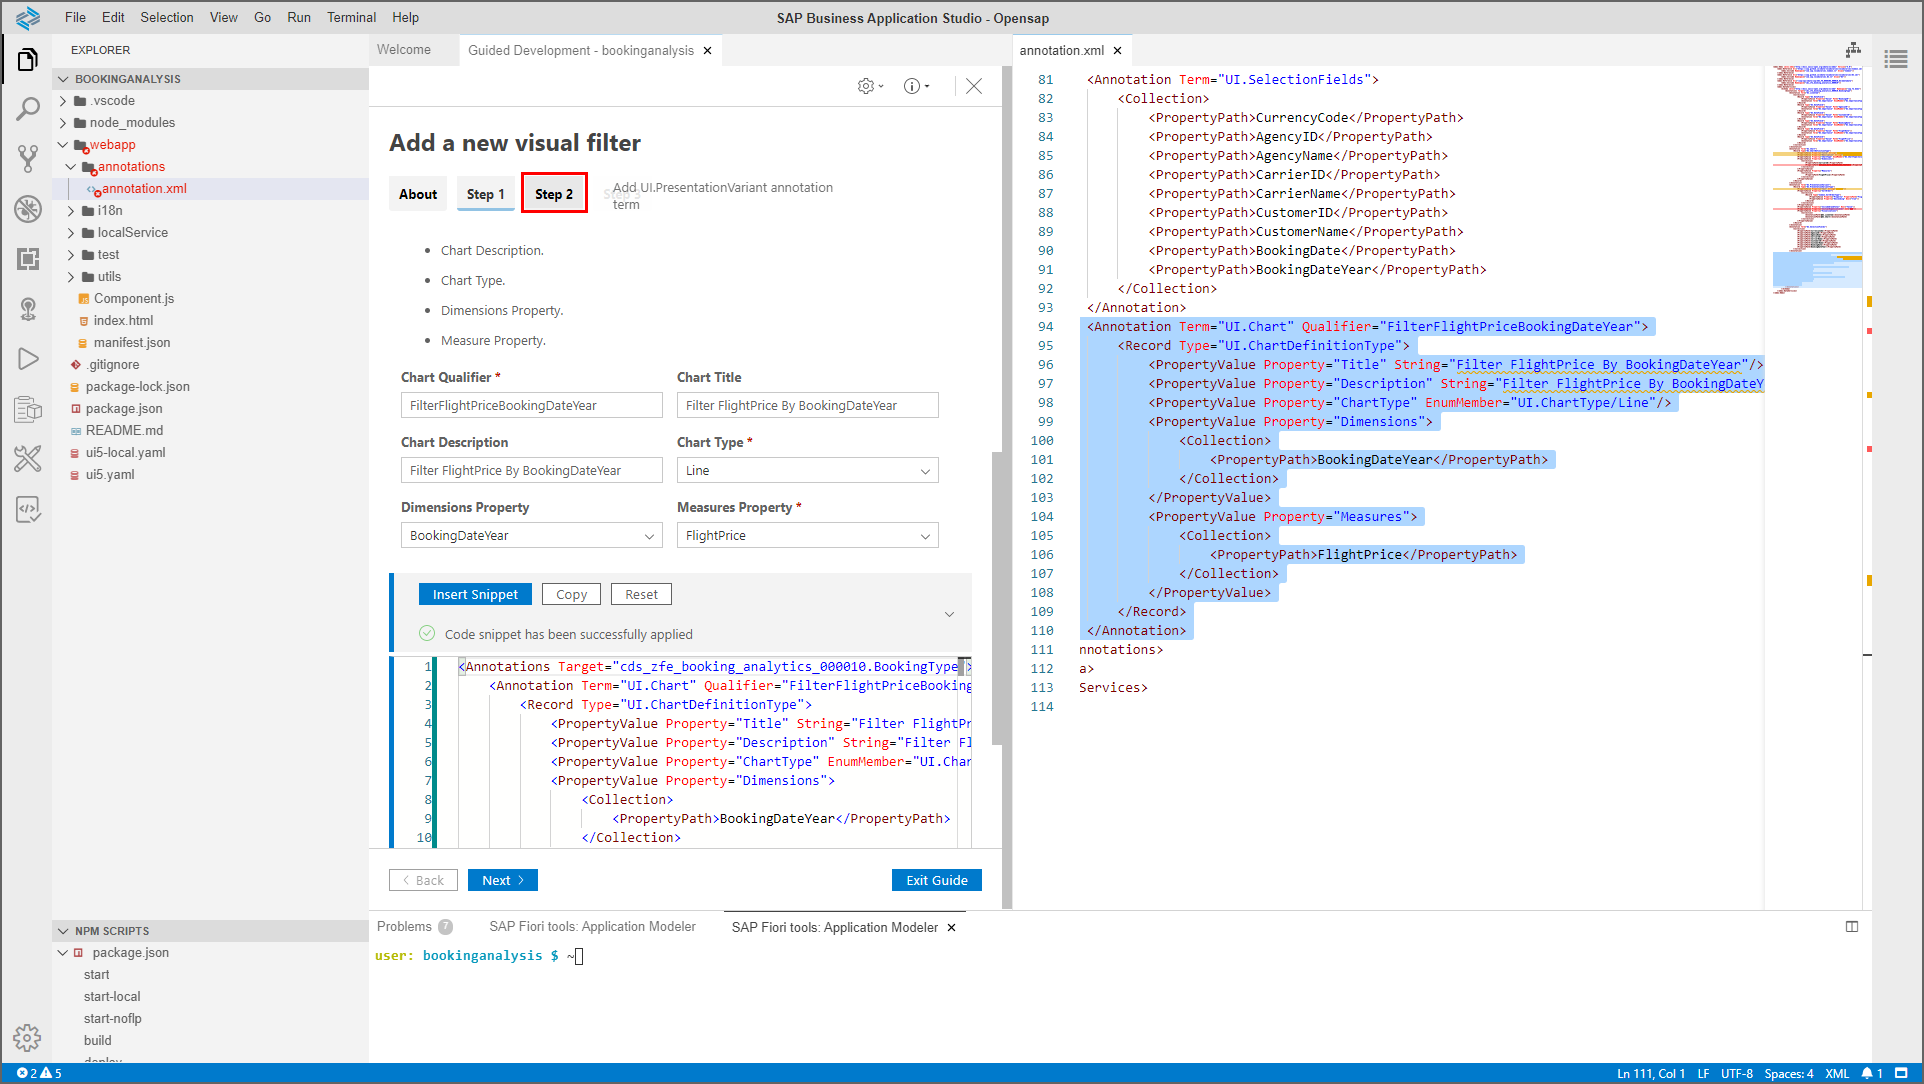 File Edit Selection View Go Run Terminal Help
SAP Business Application Studio - Opensap
EXPLORER
BOOKINGANALYSIS
.vscode
node_modules
webapp
annotations
annotation.xml
i18n
localService
test
utils
Component.js
index.html
manifest.json
.gitignore
package-lock.json
package.json
README.md
ui5-local.yaml
ui5.yaml
NPM SCRIPTS
package.json
start
start-local
start-noflp
build
deploy
Welcome
Guided Development - bookinganalysis
Add a new visual filter
About
Step 1
Step 2
Step 3
Add UI.PresentationVariant annotation
term
• Chart Description.
• Chart Type.
• Dimensions Property.
• Measure Property.
Chart Qualifier *
Chart Title
FilterFlightPriceBookingDateYear
Filter FlightPrice By BookingDateYear
Chart Description
Chart Type *
Filter FlightPrice By BookingDateYear
Line
Dimensions Property
Measures Property *
BookingDateYear
FlightPrice
Insert Snippet
Copy
Reset
Code snippet has been successfully applied
1 <Annotations Target="cds_zfe_booking_analytics_000010.BookingType">
2 <Annotation Term="UI.Chart" Qualifier="FilterFlightPriceBooking
3 <Record Type="UI.ChartDefinitionType">
4 <PropertyValue Property="Title" String="Filter FlightPr
5 <PropertyValue Property="Description" String="Filter Fl
6 <PropertyValue Property="ChartType" EnumMember="UI.Char
7 <PropertyValue Property="Dimensions">
8 <Collection>
9 <PropertyPath>BookingDateYear</PropertyPath>
10 </Collection>
< Back
Next >
Exit Guide
annotation.xml
81 <Annotation Term="UI.SelectionFields">
82 <Collection>
83 <PropertyPath>CurrencyCode</PropertyPath>
84 <PropertyPath>AgencyID</PropertyPath>
85 <PropertyPath>AgencyName</PropertyPath>
86 <PropertyPath>CarrierID</PropertyPath>
87 <PropertyPath>CarrierName</PropertyPath>
88 <PropertyPath>CustomerID</PropertyPath>
89 <PropertyPath>CustomerName</PropertyPath>
90 <PropertyPath>BookingDate</PropertyPath>
91 <PropertyPath>BookingDateYear</PropertyPath>
92 </Collection>
93 </Annotation>
94 <Annotation Term="UI.Chart" Qualifier="FilterFlightPriceBookingDateYear">
95 <Record Type="UI.ChartDefinitionType">
96 <PropertyValue Property="Title" String="Filter FlightPrice By BookingDateYear"/>
97 <PropertyValue Property="Description" String="Filter FlightPrice By BookingDateY
98 <PropertyValue Property="ChartType" EnumMember="UI.ChartType/Line"/>
99 <PropertyValue Property="Dimensions">
100 <Collection>
101 <PropertyPath>BookingDateYear</PropertyPath>
102 </Collection>
103 </PropertyValue>
104 <PropertyValue Property="Measures">
105 <Collection>
106 <PropertyPath>FlightPrice</PropertyPath>
107 </Collection>
108 </PropertyValue>
109 </Record>
110 </Annotation>
111 nnotations>
112 a>
113 Services>
114
Problems 7
SAP Fiori tools: Application Modeler
SAP Fiori tools: Application Modeler
user: bookinganalysis $ ~
2 5
Ln 111, Col 1 LF UTF-8 Spaces: 4 XML 1